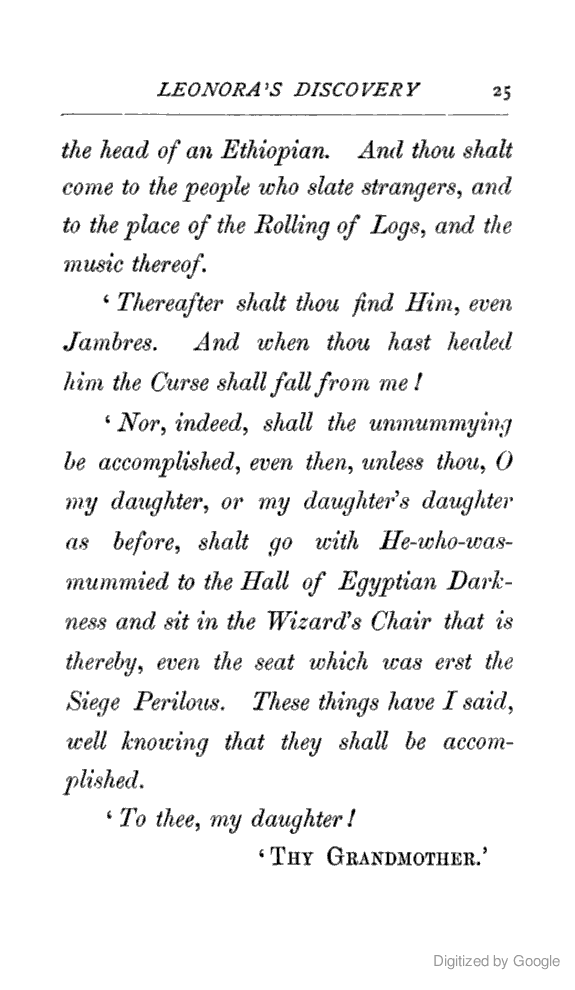 LEONORA'S DISCOVERY 25
the head of an Ethiopian. And thou shalt
come to the people who slate strangers, and
to the place of the Rolling of Logs, and the
music thereof.
‘ Thereafter shalt thou find Him, even
Jambres. And when thou hast healed
him the Curse shall fall from me !
‘ Nor, indeed, shall the unmummying
be accomplished, even then, unless thou, O
my daughter, or my daughter's daughter
as before, shalt go with He-who-was-
mummied to the Hall of Egyptian Dark-
ness and sit in the Wizard's Chair that is
thereby, even the seat which was erst the
Siege Perilous. These things have I said,
well knowing that they shall be accom-
plished.
‘ To thee, my daughter !
‘ THY GRANDMOTHER.’
Digitized by Google